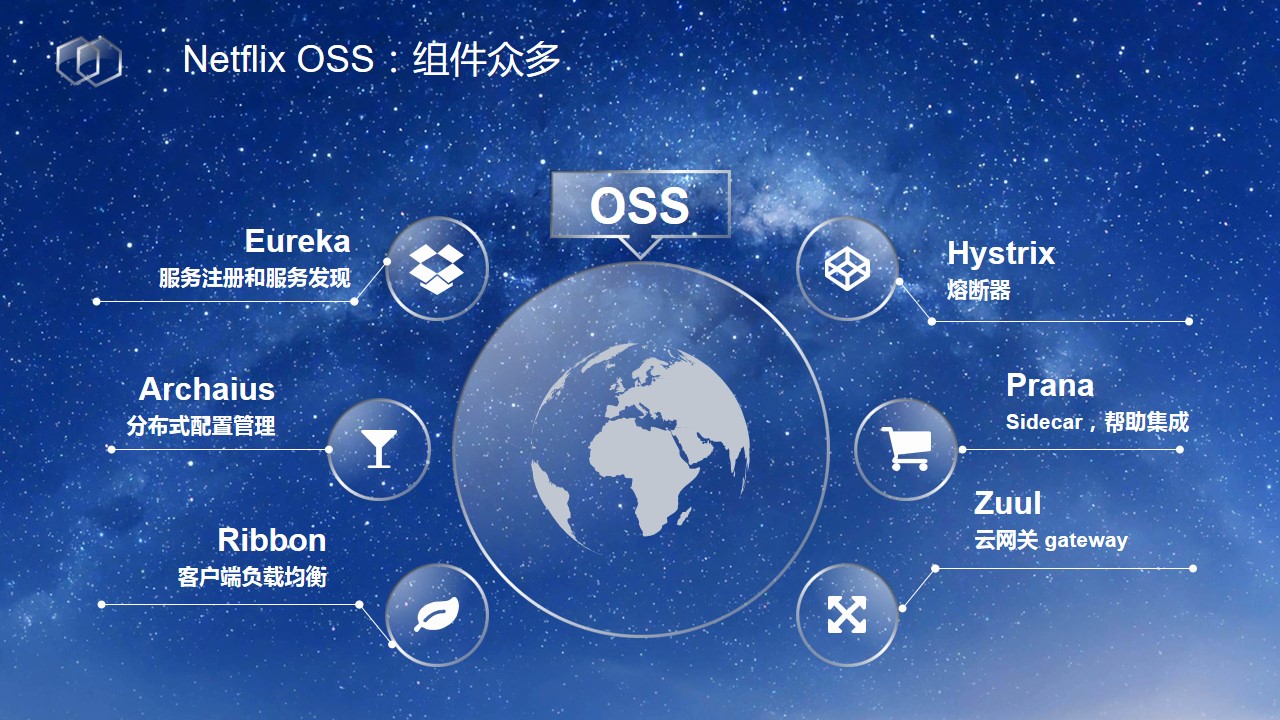 Netflix OSS：组件众多
OSS
Eureka
服务注册和服务发现
Archaius
分布式配置管理
Ribbon
客户端负载均衡
Hystrix
熔断器
Prana
Sidecar，帮助集成
Zuul
云网关 gateway